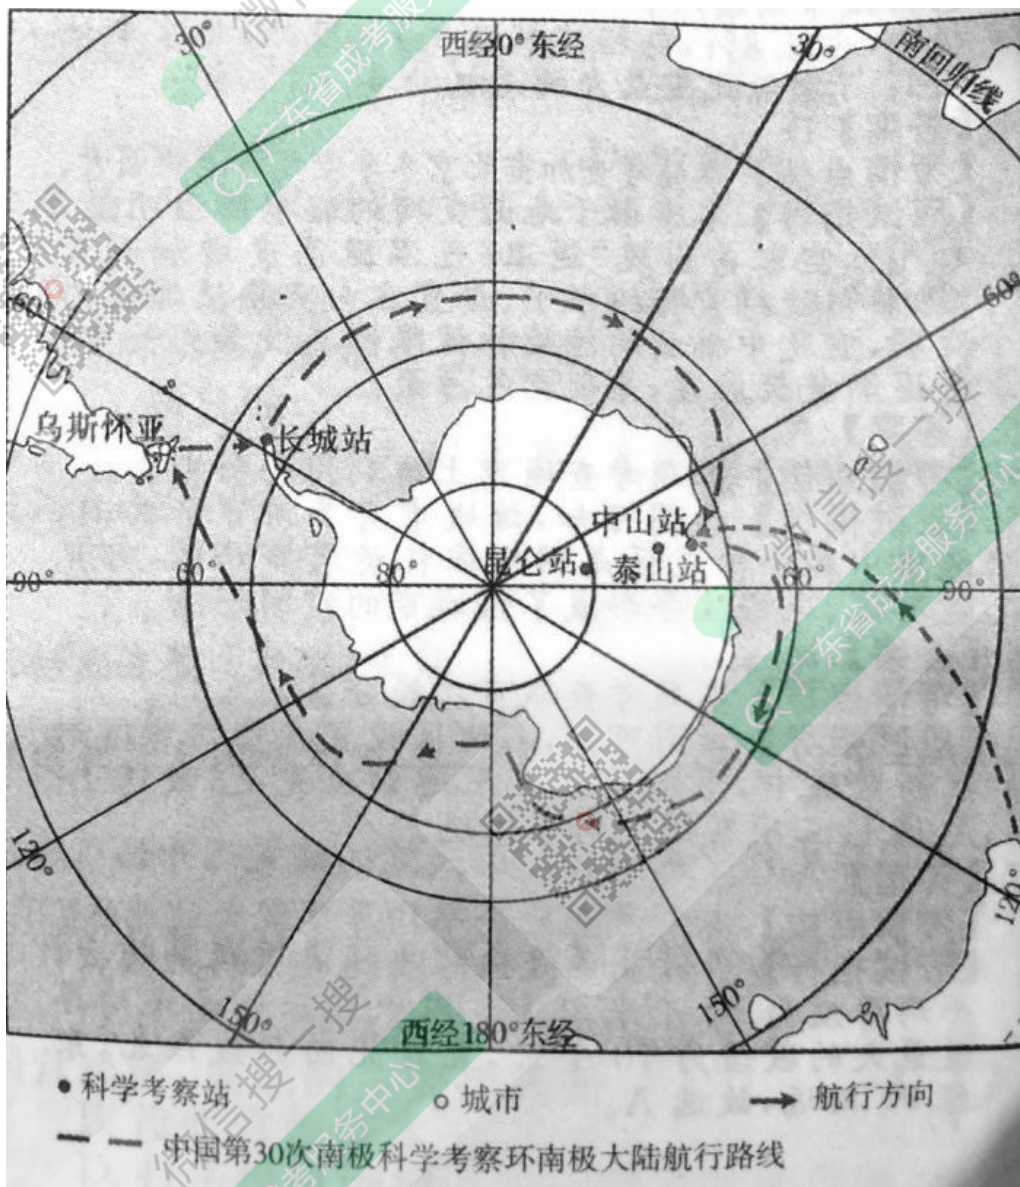 30° 西经0°东经 30° 南回归线
60° 60°
乌斯怀亚 长城站
中山站
昆仑站 泰山站
90° 60° 80° 60° 90°
120° 120°
150° 西经180°东经 150°
科学考察站 城市 航行方向
中国第30次南极科学考察环南极大陆航行路线
微信搜一搜
广东省成考服务中心
微信搜一搜
广东省成考服务中心
微信搜一搜